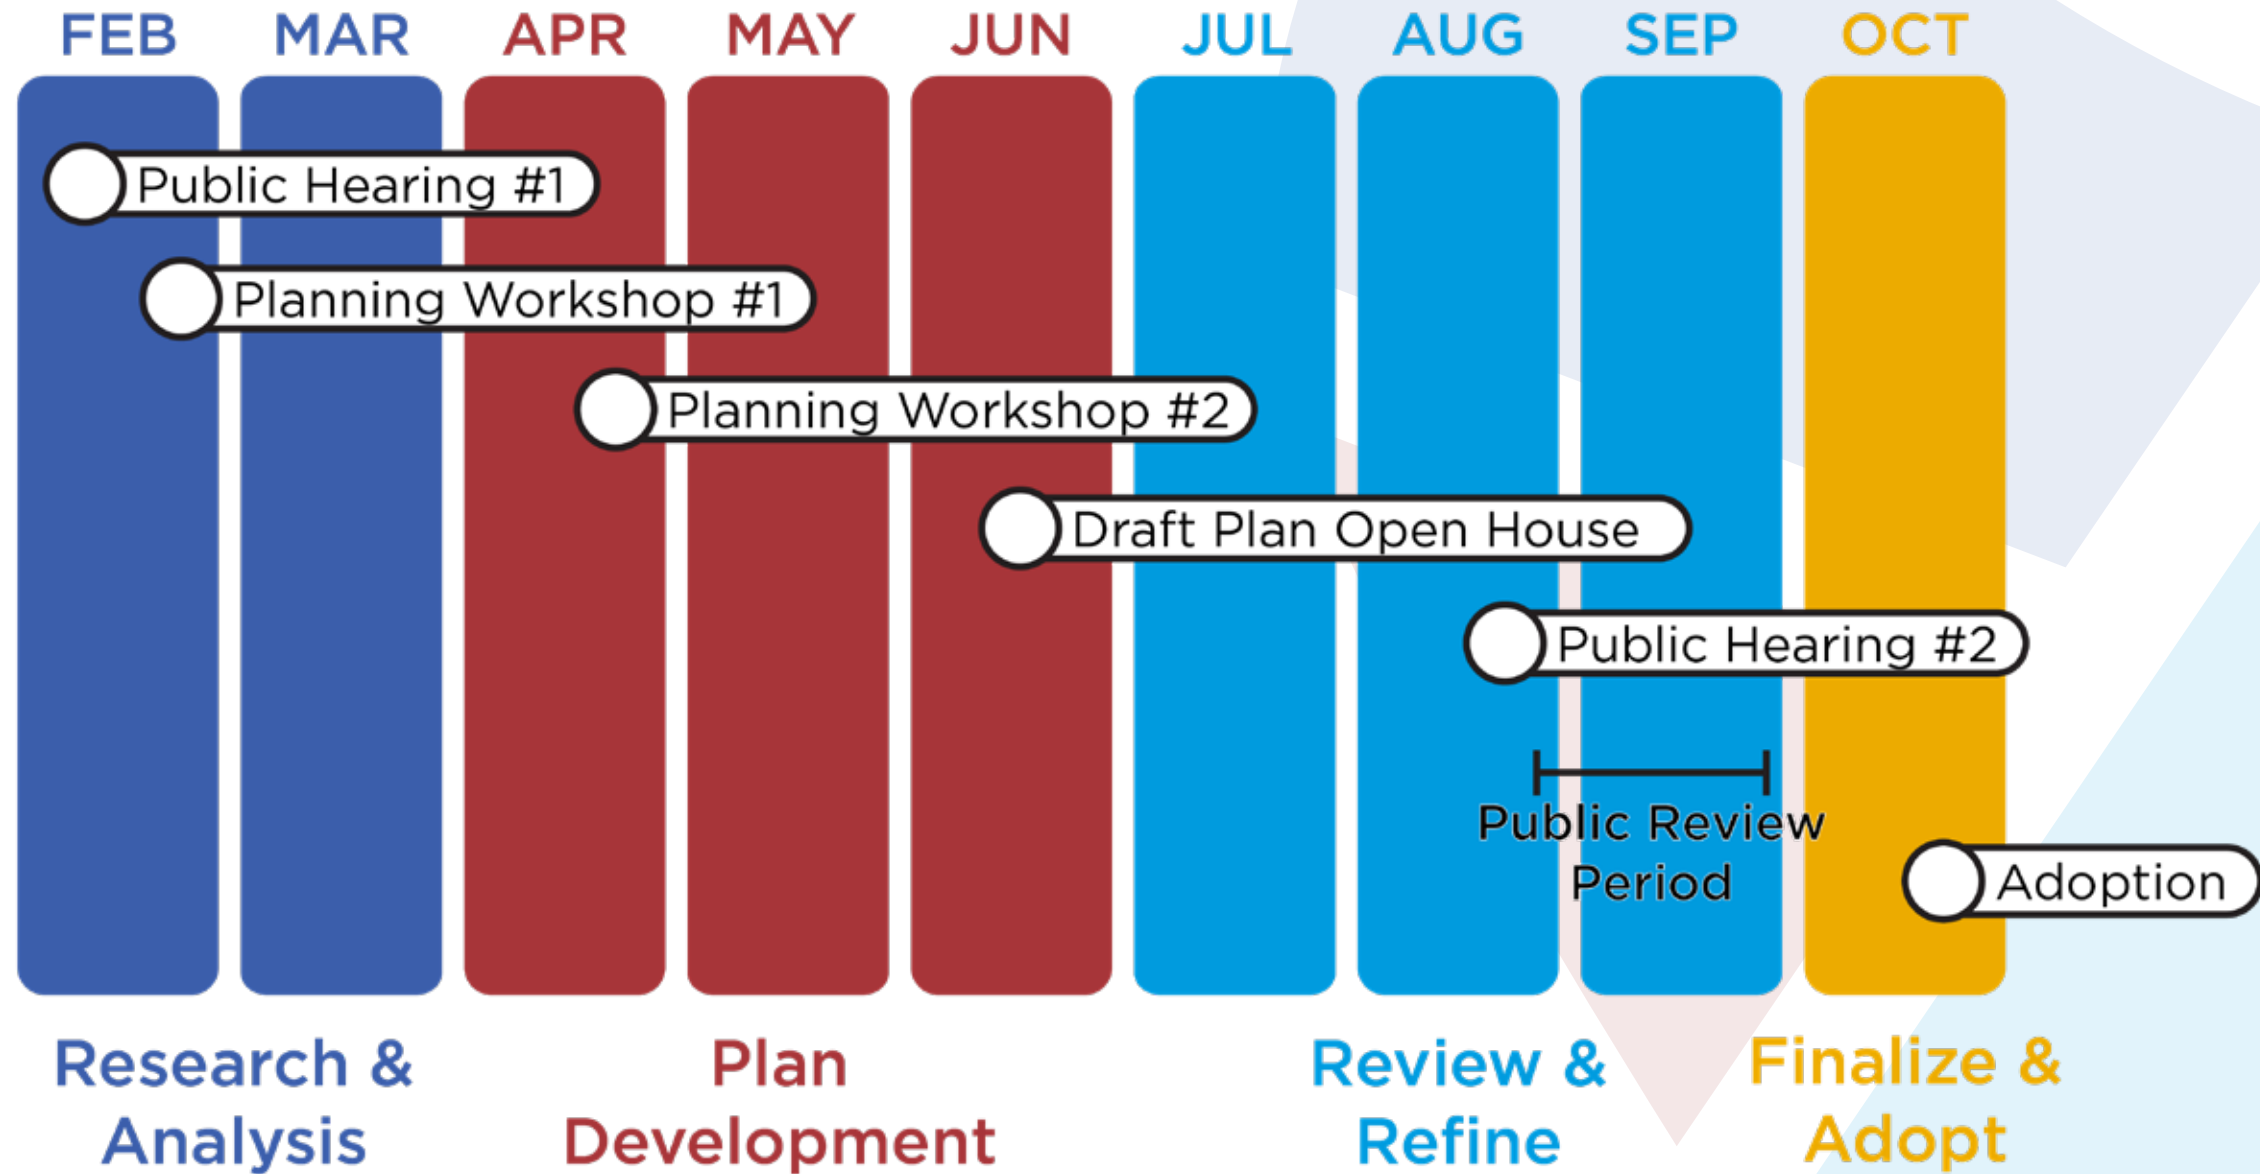 FEB MAR APR MAY JUN JUL AUG SEP OCT
Public Hearing #1
Planning Workshop #1
Planning Workshop #2
Draft Plan Open House
Public Hearing #2
Public Review
Period
Adoption
Research &
Analysis
Plan
Development
Review &
Refine
Finalize &
Adopt